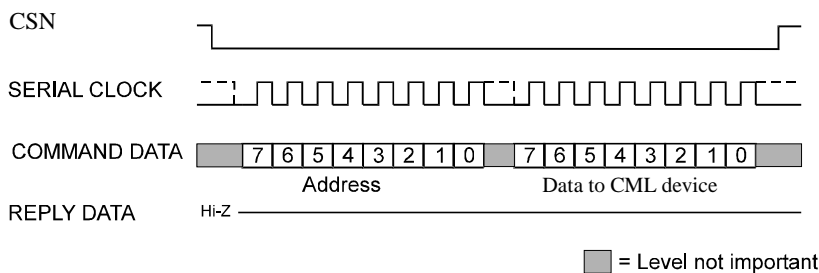 CSN
SERIAL CLOCK
COMMAND DATA 7 6 5 4 3 2 1 0 7 6 5 4 3 2 1 0
Address Data to CML device
REPLY DATA Hi-Z
= Level not important